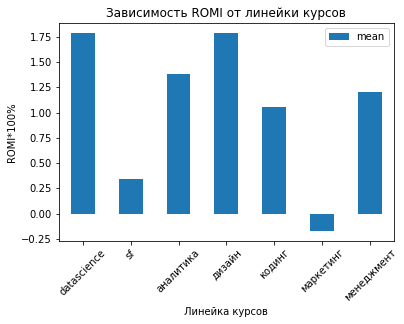 Зависимость ROMI от линейки курсов
mean
ROMI*100%
1.75
1.50
1.25
1.00
0.75
0.50
0.25
0.00
−0.25
datascience
sf
аналитика
дизайн
кодинг
маркетинг
менеджмент
Линейка курсов